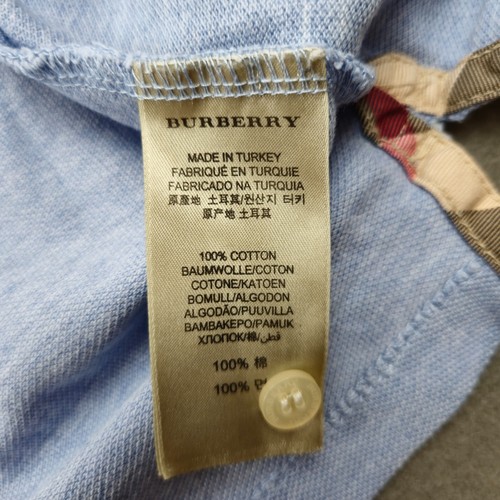 BURBERRY
MADE IN TURKEY
FABRIQUÉ EN TURQUIE
FABRICADO NA TURQUIA
原産地 土耳其/원산지 터키
原产地 土耳其
100% COTTON
BAUMWOLLE/COTON
COTONE/KATOEN
BOMULL/ALGODON
ALGODÃO/PUUVILLA
BAMBAKEPO/PAMUK
ХЛОПОК/棉/قطن
100% 棉
100%